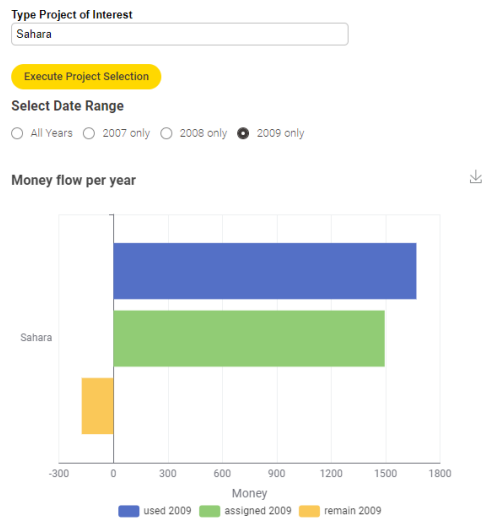 Type Project of Interest
Sahara
Execute Project Selection
Select Date Range
All Years 2007 only 2008 only 2009 only
Money flow per year
Sahara
-300 0 300 600 900 1200 1500 1800
Money
used 2009 assigned 2009 remain 2009